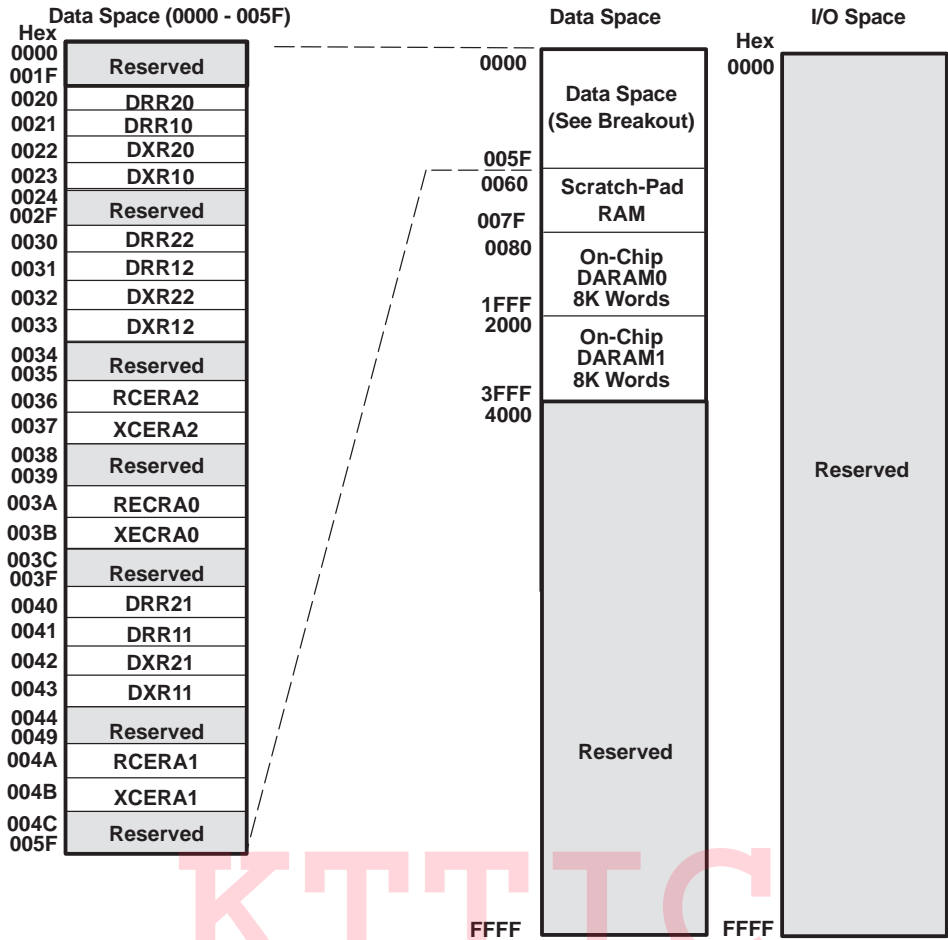 Data Space (0000 - 005F)
Hex
0000
001F
Reserved
0020
DRR20
0021
DRR10
0022
DXR20
0023
DXR10
0024
002F
Reserved
0030
DRR22
0031
DRR12
0032
DXR22
0033
DXR12
0034
0035
Reserved
0036
RCERA2
0037
XCERA2
0038
0039
Reserved
003A
RECRA0
003B
XECRA0
003C
003F
Reserved
0040
DRR21
0041
DRR11
0042
DXR21
0043
DXR11
0044
0049
Reserved
004A
RCERA1
004B
XCERA1
004C
005F
Reserved
Data Space
0000
Data Space
(See Breakout)
005F
0060
Scratch-Pad
RAM
007F
0080
On-Chip
DARAM0
8K Words
1FFF
2000
On-Chip
DARAM1
8K Words
3FFF
4000
Reserved
FFFF
I/O Space
Hex
0000
Reserved
FFFF
KTTTC